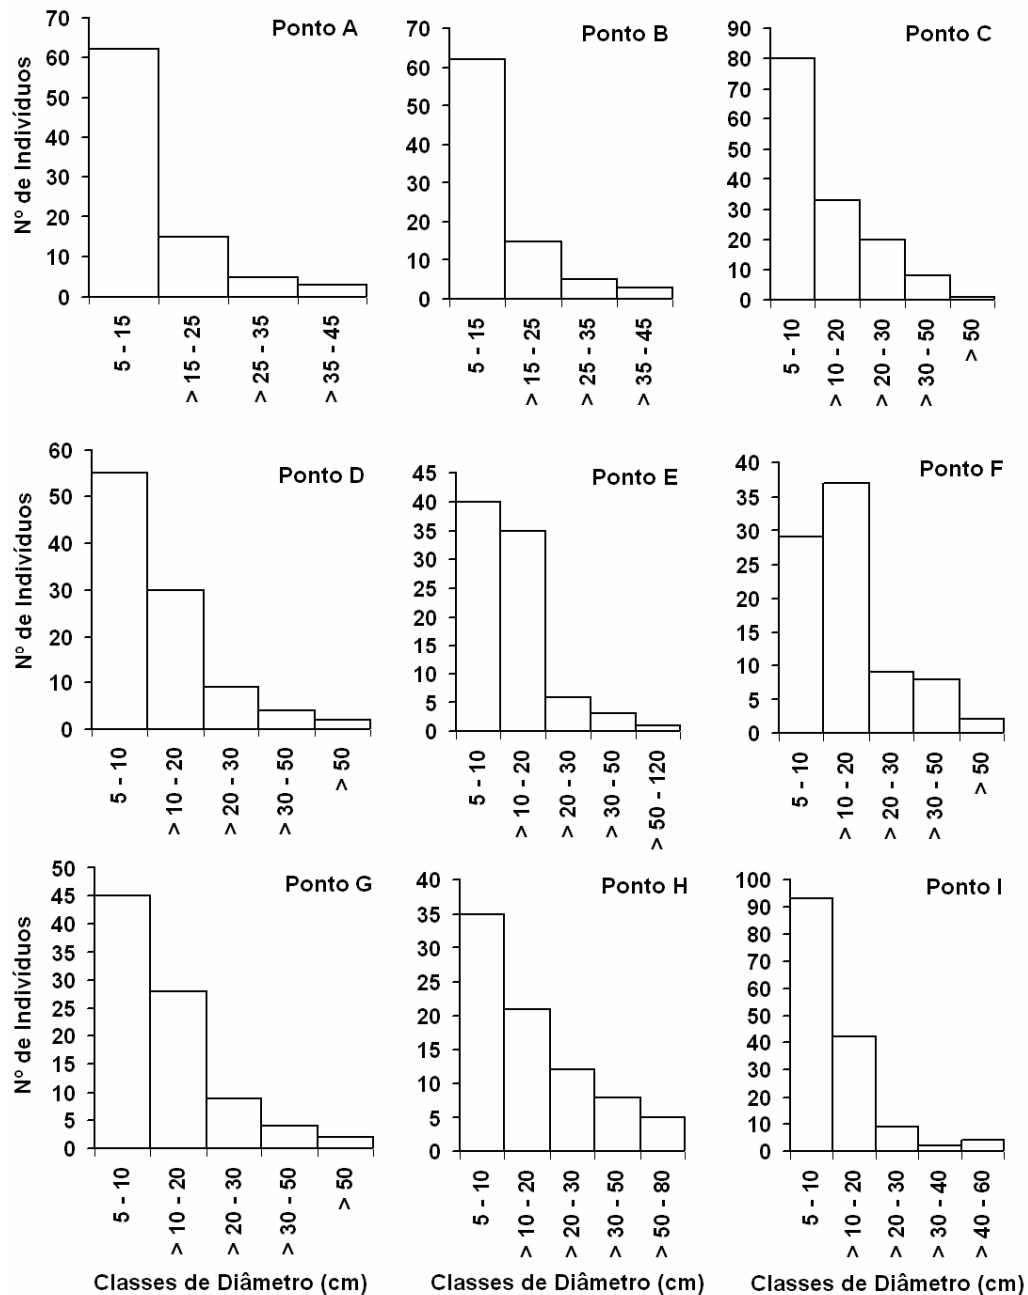 Ponto A
Nº de Indivíduos
70
60
50
40
30
20
10
0
5 - 15
> 15 - 25
> 25 - 35
> 35 - 45
Ponto B
70
60
50
40
30
20
10
0
5 - 15
> 15 - 25
> 25 - 35
> 35 - 45
Ponto C
90
80
70
60
50
40
30
20
10
0
5 - 10
> 10 - 20
> 20 - 30
> 30 - 50
> 50
Ponto D
Nº de Indivíduos
60
50
40
30
20
10
0
5 - 10
> 10 - 20
> 20 - 30
> 30 - 50
> 50
Ponto E
45
40
35
30
25
20
15
10
5
0
5 - 10
> 10 - 20
> 20 - 30
> 30 - 50
> 50 - 120
Ponto F
40
35
30
25
20
15
10
5
0
5 - 10
> 10 - 20
> 20 - 30
> 30 - 50
> 50
Ponto G
Nº de Indivíduos
50
45
40
35
30
25
20
15
10
5
0
5 - 10
> 10 - 20
> 20 - 30
> 30 - 50
> 50
Classes de Diâmetro (cm)
Ponto H
40
35
30
25
20
15
10
5
0
5 - 10
> 10 - 20
> 20 - 30
> 30 - 50
> 50 - 80
Classes de Diâmetro (cm)
Ponto I
100
90
80
70
60
50
40
30
20
10
0
5 - 10
> 10 - 20
> 20 - 30
> 30 - 40
> 40 - 60
Classes de Diâmetro (cm)